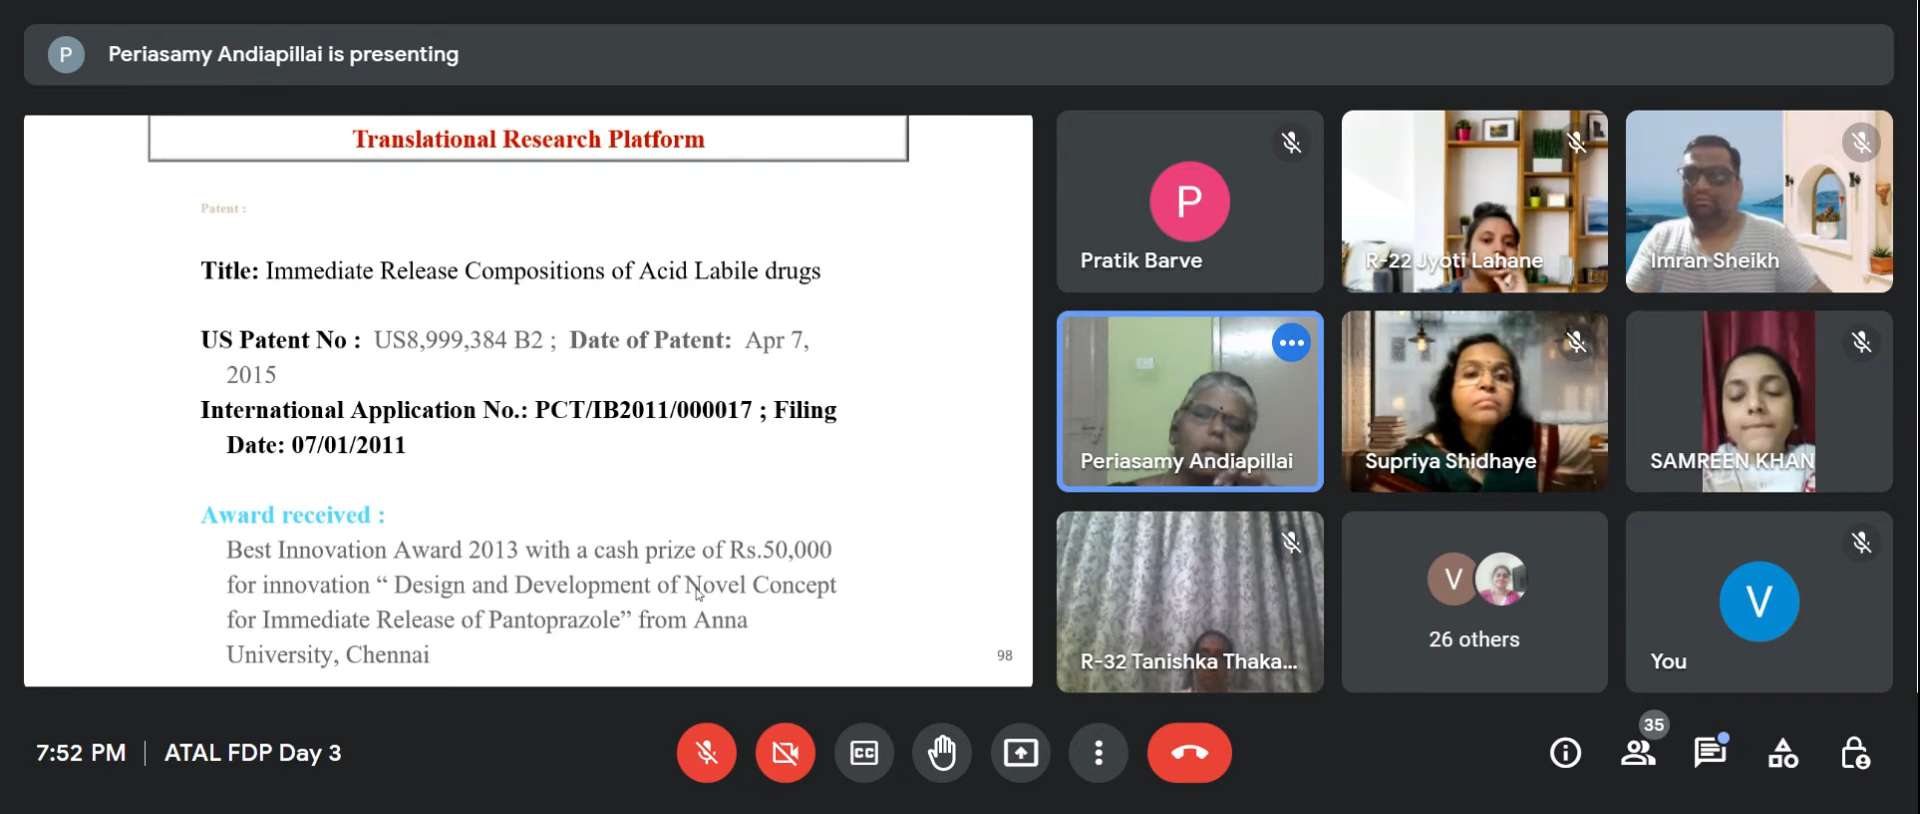 P
Periasamy Andiapillai is presenting
Translational Research Platform
Patent :
Title: Immediate Release Compositions of Acid Labile drugs
US Patent No :  US8,999,384 B2 ;  Date of Patent:  Apr 7,
2015
International Application No.: PCT/IB2011/000017 ; Filing
Date: 07/01/2011
Award received :
Best Innovation Award 2013 with a cash prize of Rs.50,000
for innovation “ Design and Development of Novel Concept
for Immediate Release of Pantoprazole” from Anna
University, Chennai
98
P
Pratik Barve
R-22 Jyoti Lahane
Imran Sheikh
Periasamy Andiapillai
Supriya Shidhaye
SAMREEN KHAN
R-32 Tanishka Thaka...
V
26 others
V
You
7:52 PM
ATAL FDP Day 3
CC
35